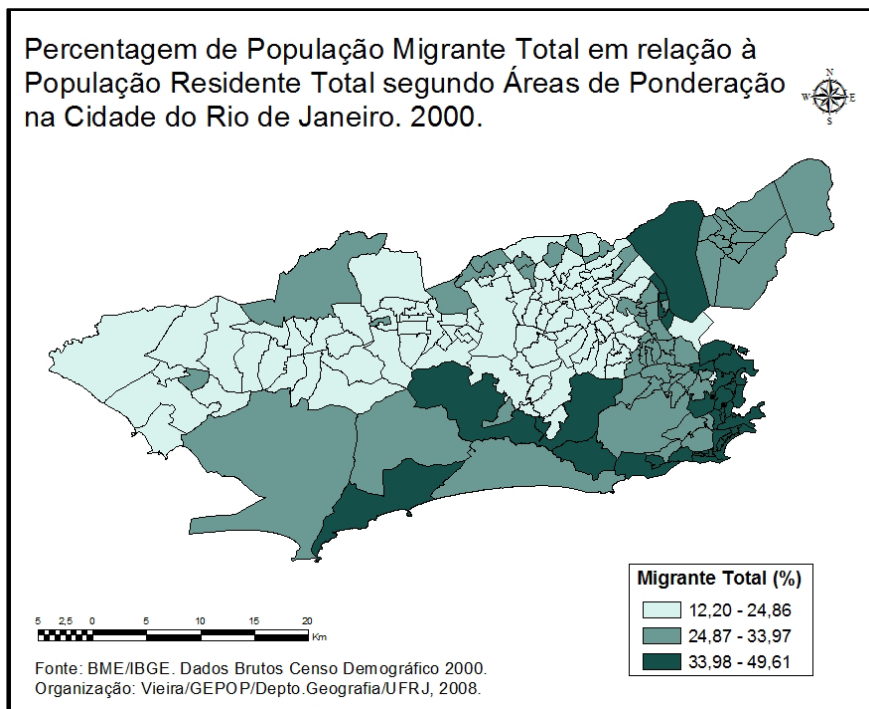 Percentagem de População Migrante Total em relação à
População Residente Total segundo Áreas de Ponderação
na Cidade do Rio de Janeiro. 2000.
N
W E
S
Migrante Total (%)
12,20 - 24,86
24,87 - 33,97
33,98 - 49,61
5 2,5 0 5 10 15 20
Km
Fonte: BME/IBGE. Dados Brutos Censo Demográfico 2000.
Organização: Vieira/GEPOP/Depto.Geografia/UFRJ, 2008.